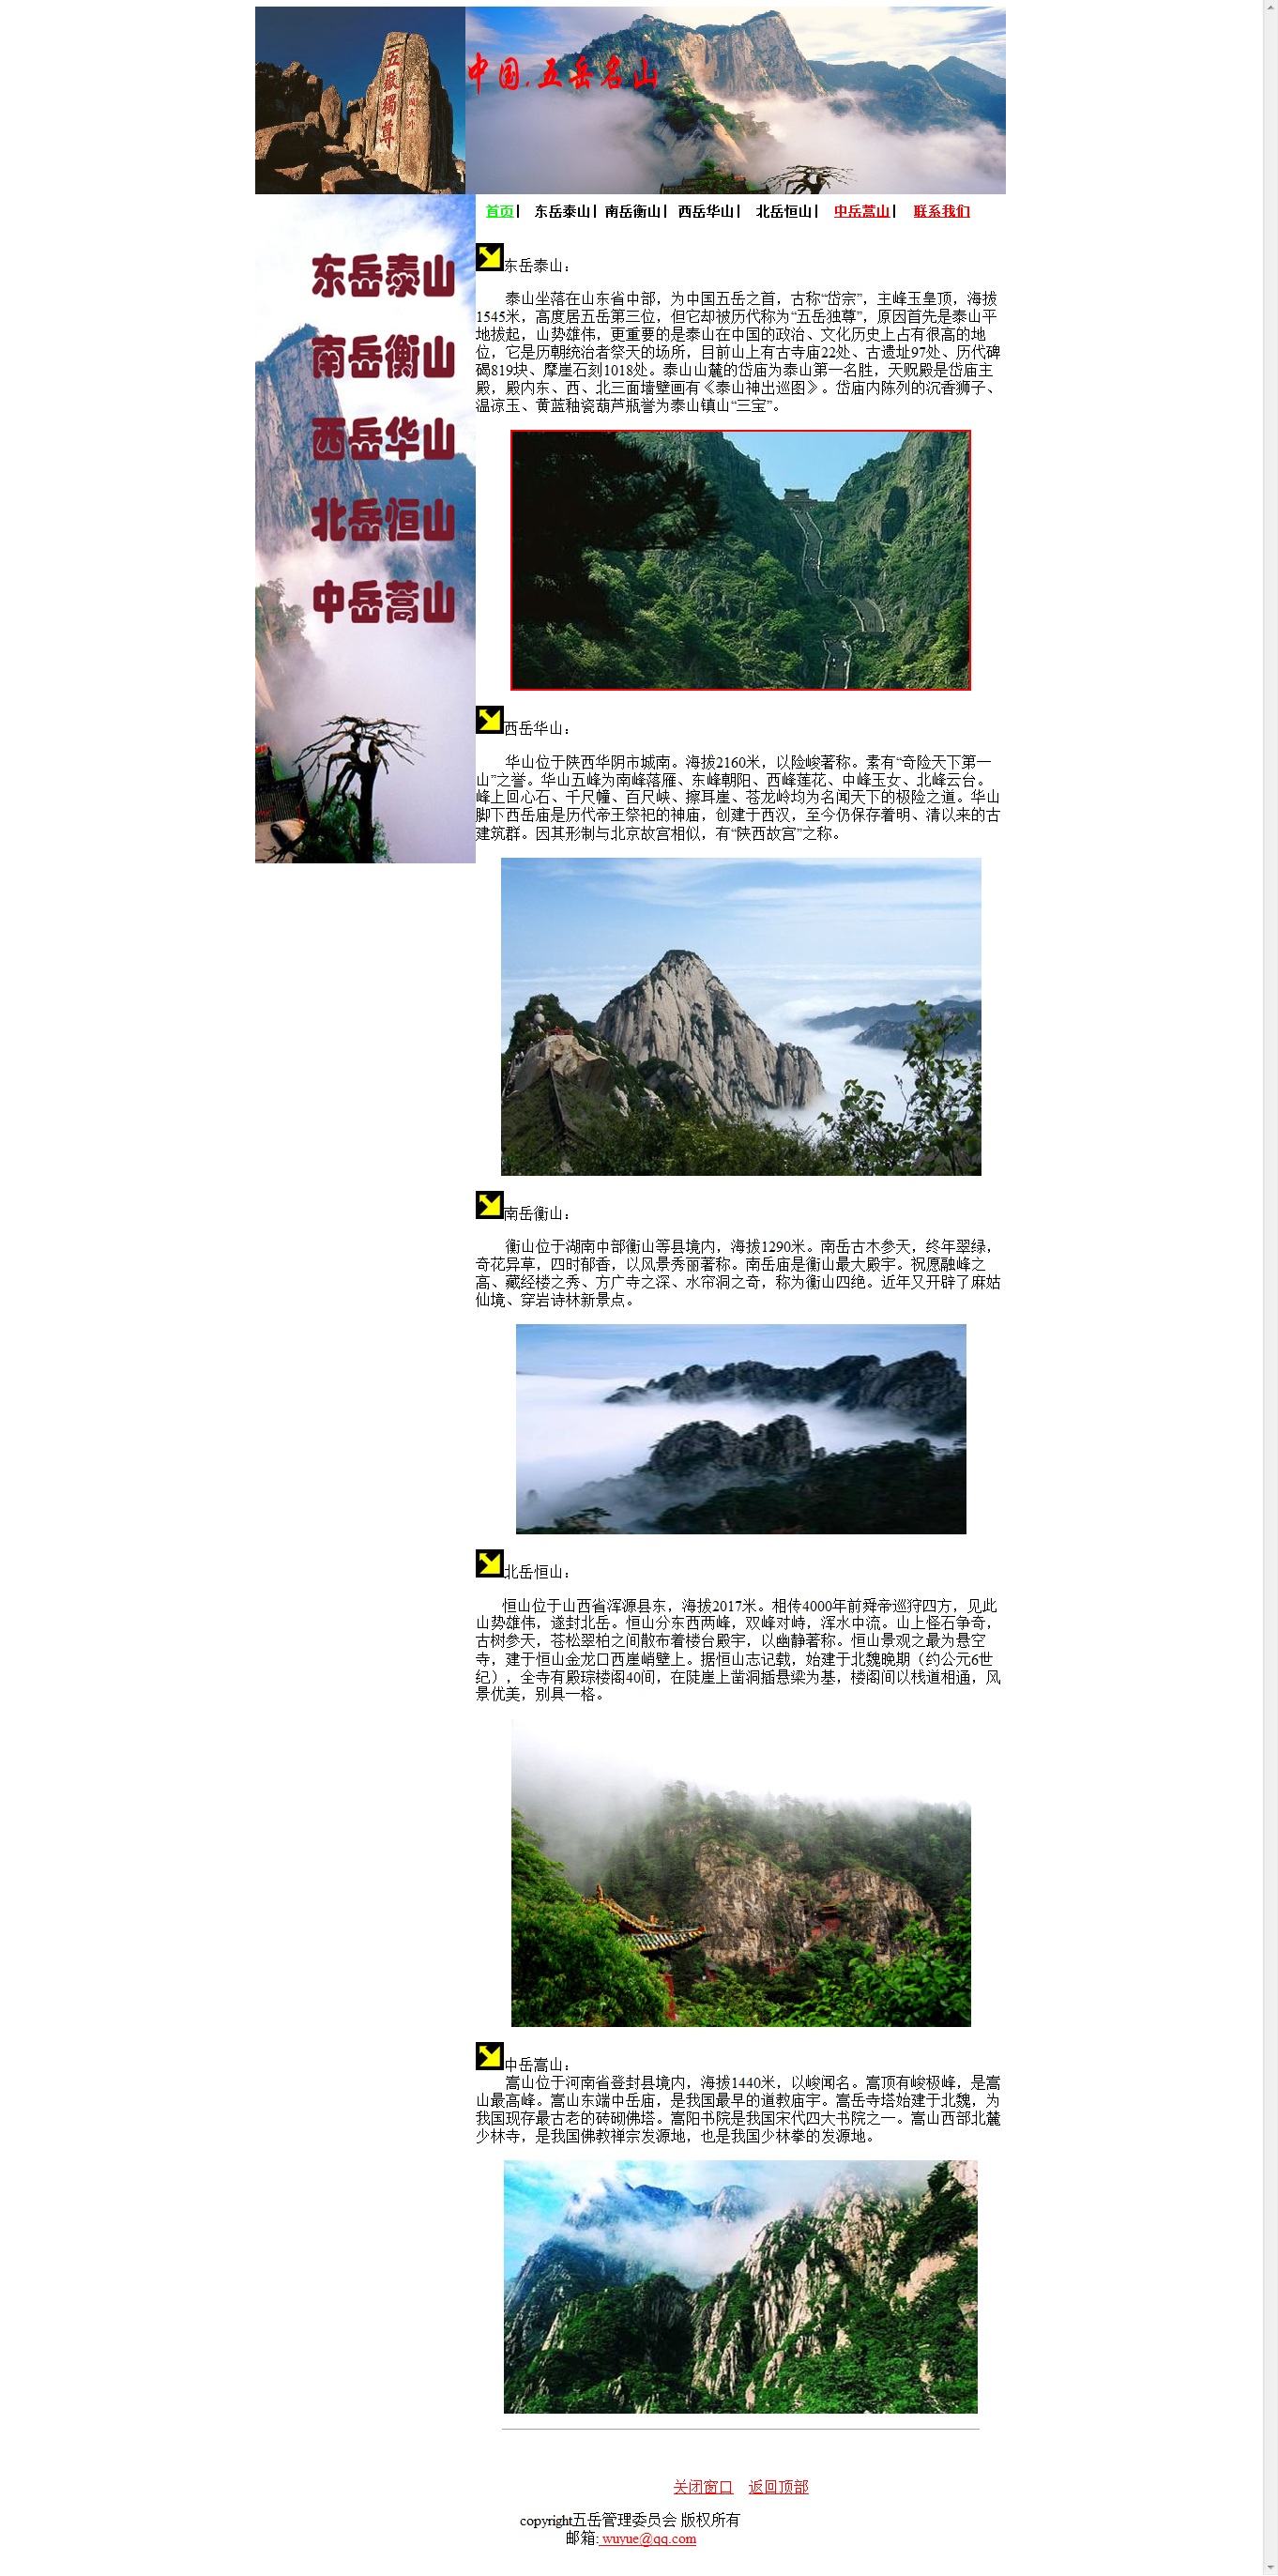 五嶽獨尊
中国.五岳名山
首页| 东岳泰山| 南岳衡山| 西岳华山| 北岳恒山| 中岳蒿山| 联系我们
东岳泰山
南岳衡山
西岳华山
北岳恒山
中岳蒿山
东岳泰山：
泰山坐落在山东省中部，为中国五岳之首，古称“岱宗”，主峰玉皇顶，海拔
1545米，高度居五岳第三位，但它却被历代称为“五岳独尊”，原因首先是泰山平
地拔起，山势雄伟，更重要的是泰山在中国的政治、文化历史上占有很高的地
位，它是历朝统治者祭天的场所，目前山上有古寺庙22处、古遗址97处、历代碑
碣819块、摩崖石刻1018处。泰山山麓的岱庙为泰山第一名胜，天贶殿是岱庙主
殿，殿内东、西、北三面墙壁画有《泰山神出巡图》。岱庙内陈列的沉香狮子、
温凉玉、黄蓝釉瓷葫芦瓶誉为泰山镇山“三宝”。
西岳华山：
华山位于陕西华阴市城南。海拔2160米，以险峻著称。素有“奇险天下第一
山”之誉。华山五峰为南峰落雁、东峰朝阳、西峰莲花、中峰玉女、北峰云台。
峰上回心石、千尺幢、百尺峡、擦耳崖、苍龙岭均为名闻天下的极险之道。华山
脚下西岳庙是历代帝王祭祀的神庙，创建于西汉，至今仍保存着明、清以来的古
建筑群。因其形制与北京故宫相似，有“陕西故宫”之称。
南岳衡山：
衡山位于湖南中部衡山等县境内，海拔1290米。南岳古木参天，终年翠绿，
奇花异草，四时郁香，以风景秀丽著称。南岳庙是衡山最大殿宇。祝愿融峰之
高、藏经楼之秀、方广寺之深、水帘洞之奇，称为衡山四绝。近年又开辟了麻姑
仙境、穿岩诗林新景点。
北岳恒山：
恒山位于山西省浑源县东，海拔2017米。相传4000年前舜帝巡狩四方，见此
山势雄伟，遂封北岳。恒山分东西两峰，双峰对峙，浑水中流。山上怪石争奇，
古树参天，苍松翠柏之间散布着楼台殿宇，以幽静著称。恒山景观之最为悬空
寺，建于恒山金龙口西崖峭壁上。据恒山志记载，始建于北魏晚期（约公元6世
纪），全寺有殿琮楼阁40间，在陡崖上凿洞插悬梁为基，楼阁间以栈道相通，风
景优美，别具一格。
中岳嵩山：
嵩山位于河南省登封县境内，海拔1440米，以峻闻名。嵩顶有峻极峰，是嵩
山最高峰。嵩山东端中岳庙，是我国最早的道教庙宇。嵩岳寺塔始建于北魏，为
我国现存最古老的砖砌佛塔。嵩阳书院是我国宋代四大书院之一。嵩山西部北麓
少林寺，是我国佛教禅宗发源地，也是我国少林拳的发源地。
关闭窗口 返回顶部
copyright五岳管理委员会 版权所有
邮箱: wuyue@qq.com